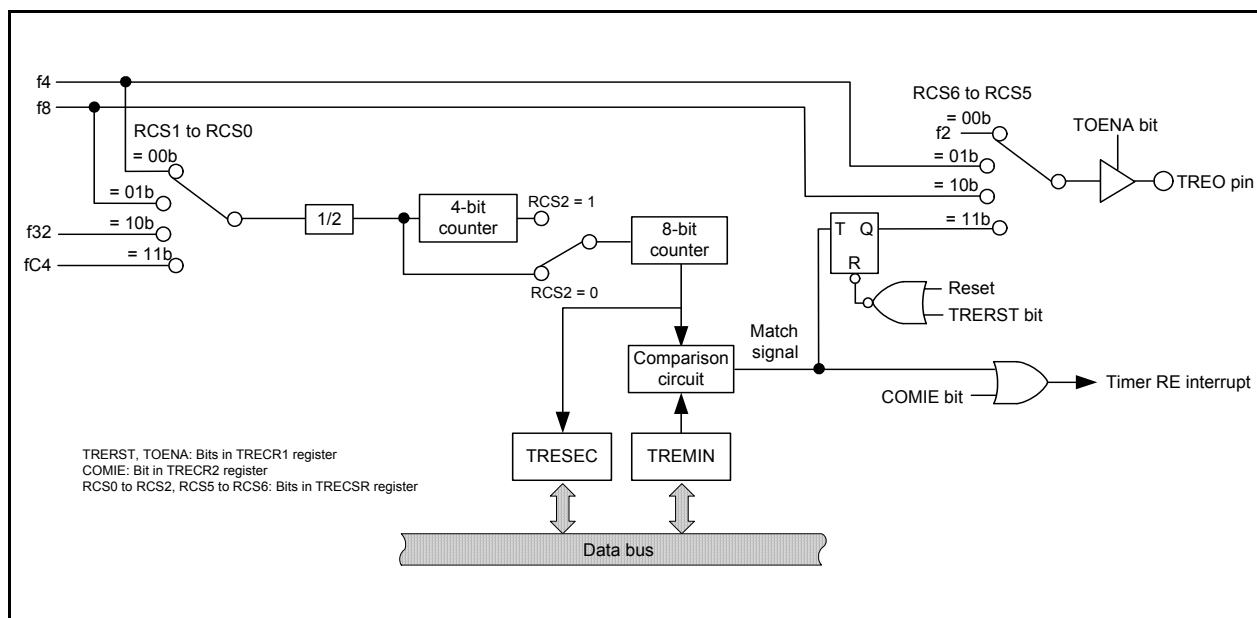 f4
f8
RCS1 to RCS0
= 00b
= 01b
= 10b
= 11b
f32
fC4
1/2
4-bit
counter
RCS2 = 1
RCS2 = 0
8-bit
counter
RCS6 to RCS5
= 00b
f2
= 01b
= 10b
= 11b
TOENA bit
TREO pin
T Q
R
Reset
TRERST bit
Match
signal
Comparison
circuit
COMIE bit
Timer RE interrupt
TRESEC
TREMIN
TRERST, TOENA: Bits in TRECR1 register
COMIE: Bit in TRECR2 register
RCS0 to RCS2, RCS5 to RCS6: Bits in TRECSR register
Data bus